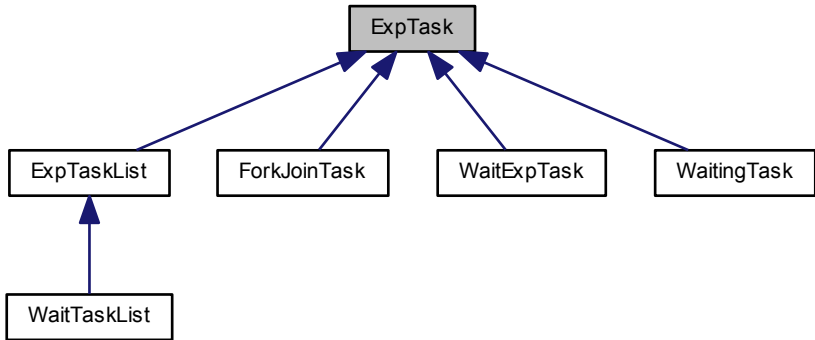 ExpTask
ExpTaskList
ForkJoinTask
WaitExpTask
WaitingTask
WaitTaskList